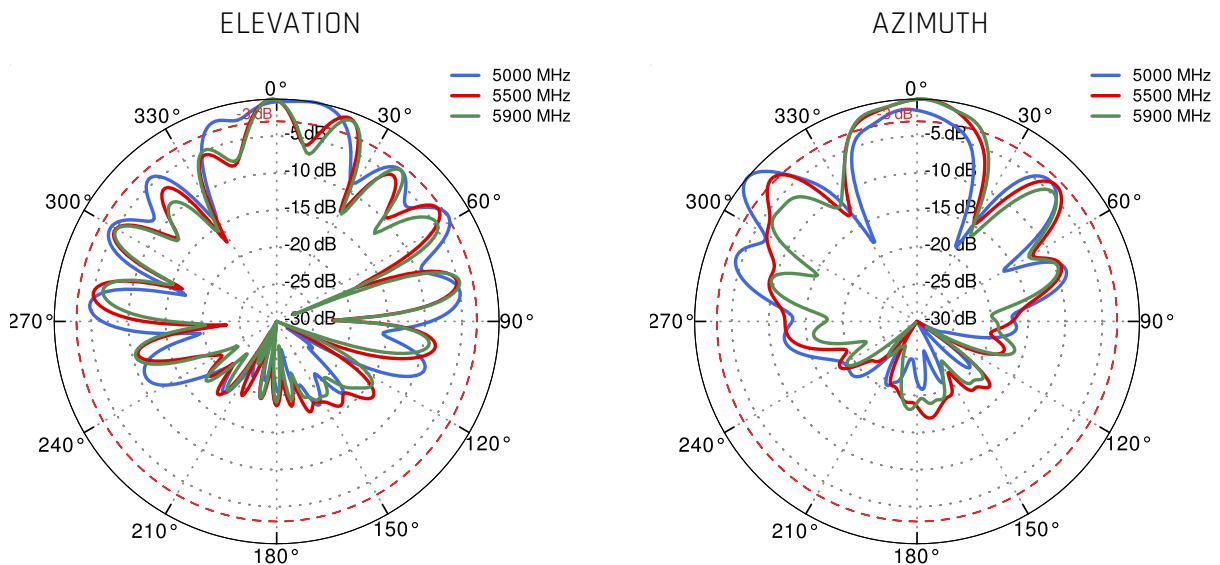 ELEVATION
5000 MHz
5500 MHz
5900 MHz
0°
330°
30°
-3 dB
-5 dB
-10 dB
300°
60°
-15 dB
-20 dB
-25 dB
-30 dB
270°
90°
240°
120°
210°
150°
180°
AZIMUTH
5000 MHz
5500 MHz
5900 MHz
0°
330°
30°
-3 dB
-5 dB
-10 dB
300°
60°
-15 dB
-20 dB
-25 dB
-30 dB
270°
90°
240°
120°
210°
150°
180°